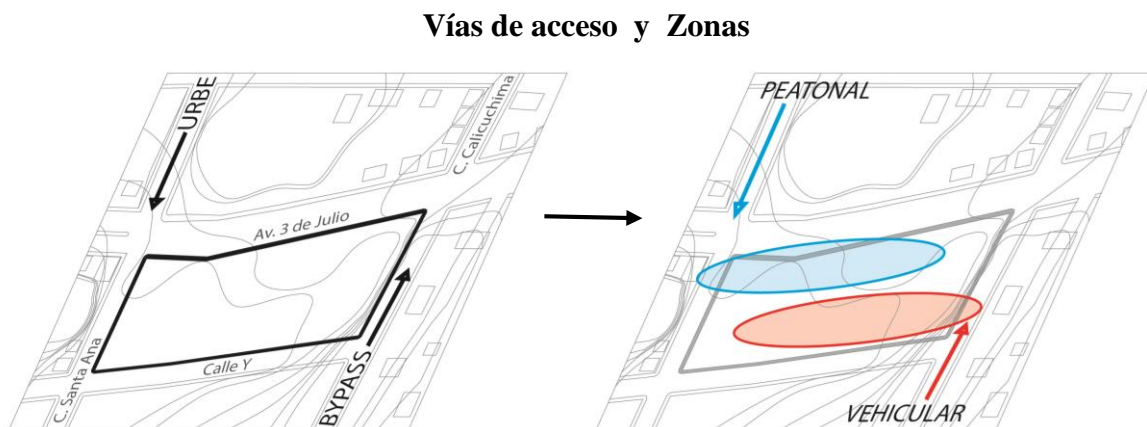 Vías de acceso y Zonas
URBE
C. Calicuchima
Av. 3 de Julio
C. Santa Ana
Calle Y
BYPASS
PEATONAL
VEHICULAR